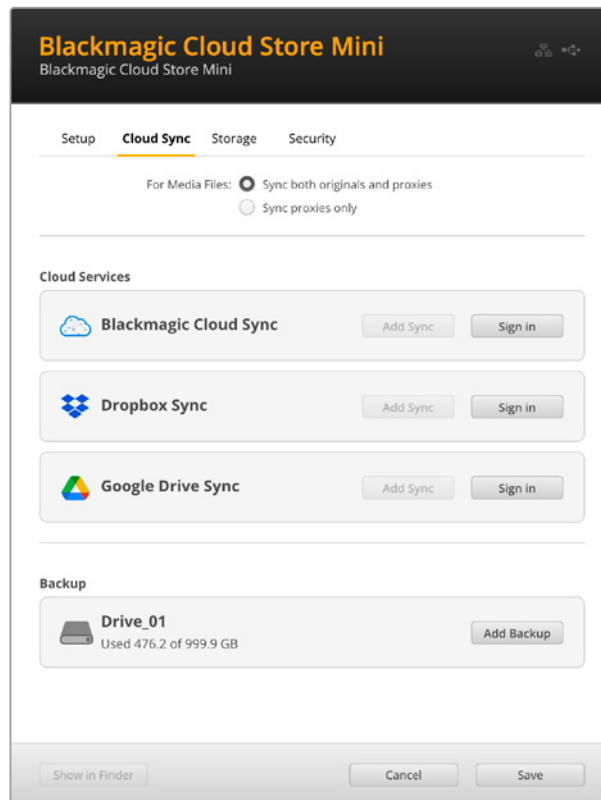 Blackmagic Cloud Store Mini
Blackmagic Cloud Store Mini
Setup Cloud Sync Storage Security
For Media Files: Sync both originals and proxies
Sync proxies only
Cloud Services
Blackmagic Cloud Sync Add Sync Sign in
Dropbox Sync Add Sync Sign in
Google Drive Sync Add Sync Sign in
Backup
Drive_01
Used 476.2 of 999.9 GB Add Backup
Show in Finder Cancel Save